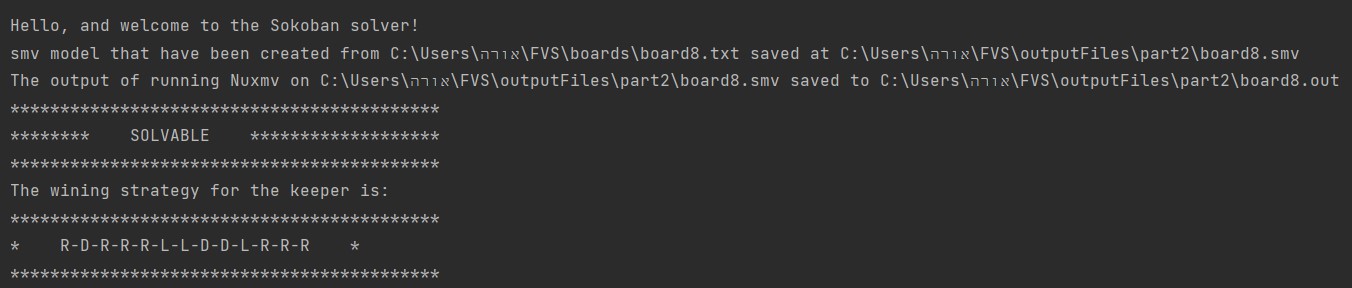 Hello, and welcome to the Sokoban solver!
smv model that have been created from C:\Users\אורה\FVS\boards\board8.txt saved at C:\Users\אורה\FVS\outputFiles\part2\board8.smv
The output of running Nuxmv on C:\Users\אורה\FVS\outputFiles\part2\board8.smv saved to C:\Users\אורה\FVS\outputFiles\part2\board8.out
*******************************************
********    SOLVABLE    *******************
*******************************************
The wining strategy for the keeper is:
*******************************************
*    R-D-R-R-R-L-L-D-D-L-R-R-R    *
*******************************************